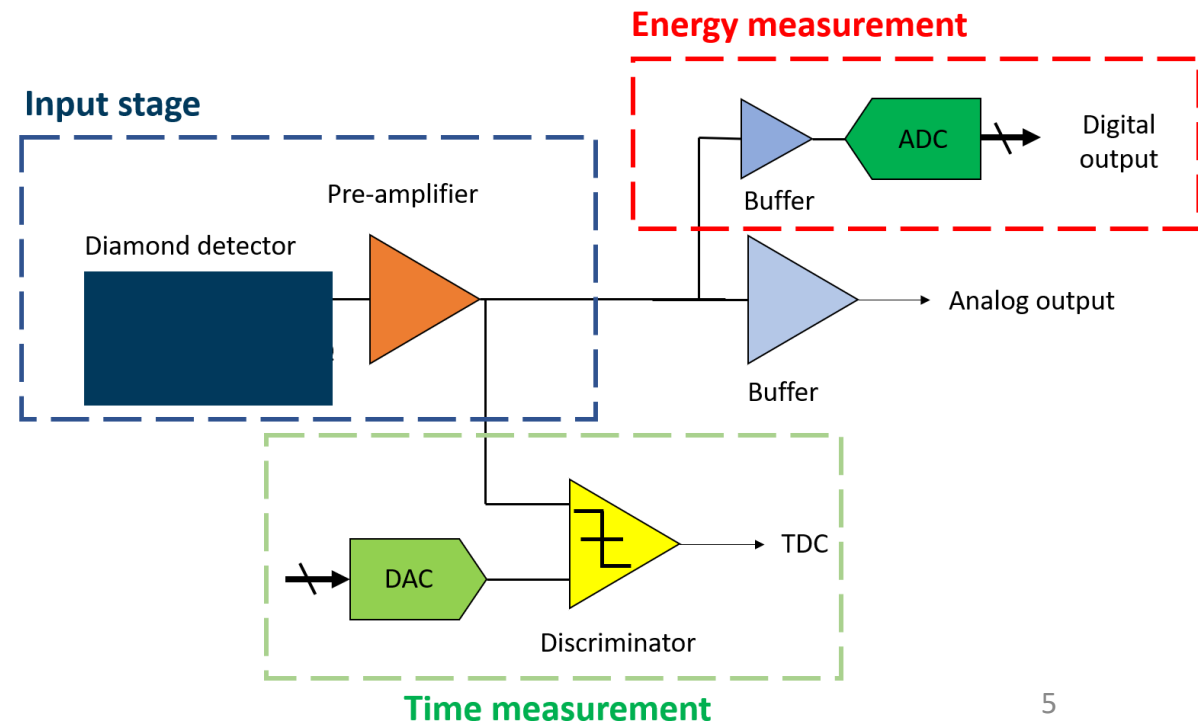 Energy measurement
Input stage
ADC
Digital
output
Pre-amplifier
Buffer
Diamond detector
Analog output
Buffer
TDC
DAC
Discriminator
Time measurement
5